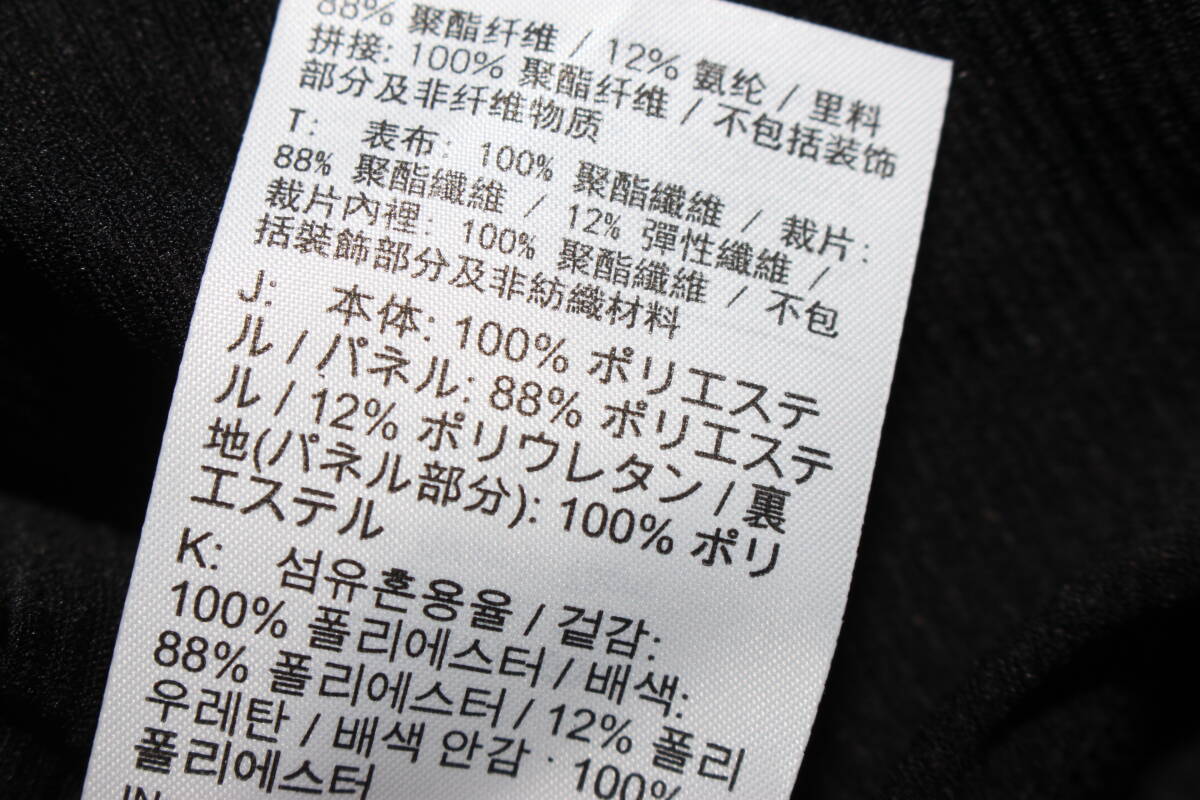 88% 聚酯纤维 / 12% 氨纶 / 里料
拼接: 100% 聚酯纤维 / 不包括装饰
部分及非纤维物质
T: 表布: 100% 聚酯纖維 / 裁片:
88% 聚酯纖維 / 12% 彈性纖維 /
裁片內裡: 100% 聚酯纖維 / 不包
括裝飾部分及非紡織材料
J: 本体: 100% ポリエステ
ル / パネル: 88% ポリエステ
ル / 12% ポリウレタン / 裏
地(パネル部分): 100% ポリ
エステル
K: 섬유혼용율 / 겉감:
100% 폴리에스터 / 배색:
88% 폴리에스터 / 12% 폴리
우레탄 / 배색 안감 : 100%
폴리에스터
IN